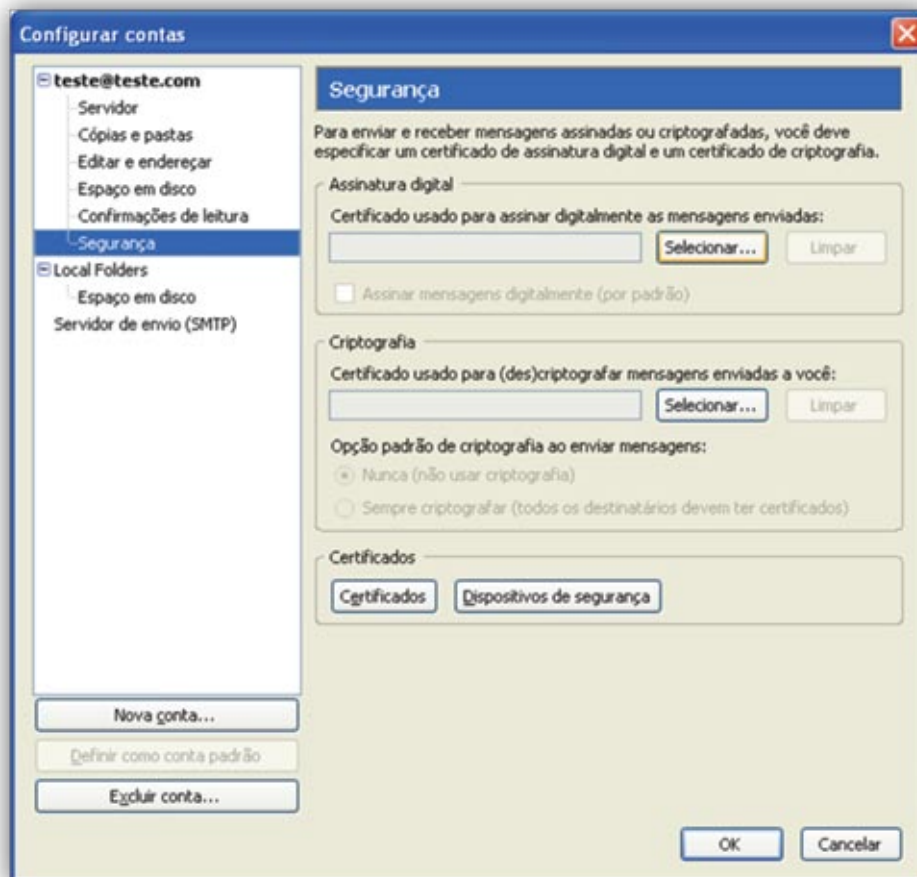 Configurar contas
teste@teste.com
Servidor
Cópias e pastas
Editar e endereçar
Espaço em disco
Confirmações de leitura
Segurança
Local Folders
Espaço em disco
Servidor de envio (SMTP)
Nova conta...
Definir como conta padrão
Excluir conta...
Segurança
Para enviar e receber mensagens assinadas ou criptografadas, você deve
especificar um certificado de assinatura digital e um certificado de criptografia.
Assinatura digital
Certificado usado para assinar digitalmente as mensagens enviadas:
Selecionar... Limpar
Assinar mensagens digitalmente (por padrão)
Criptografia
Certificado usado para (des)criptografar mensagens enviadas a você:
Selecionar... Limpar
Opção padrão de criptografia ao enviar mensagens:
Nunca (não usar criptografia)
Sempre criptografar (todos os destinatários devem ter certificados)
Certificados
Certificados Dispositivos de segurança
OK Cancelar